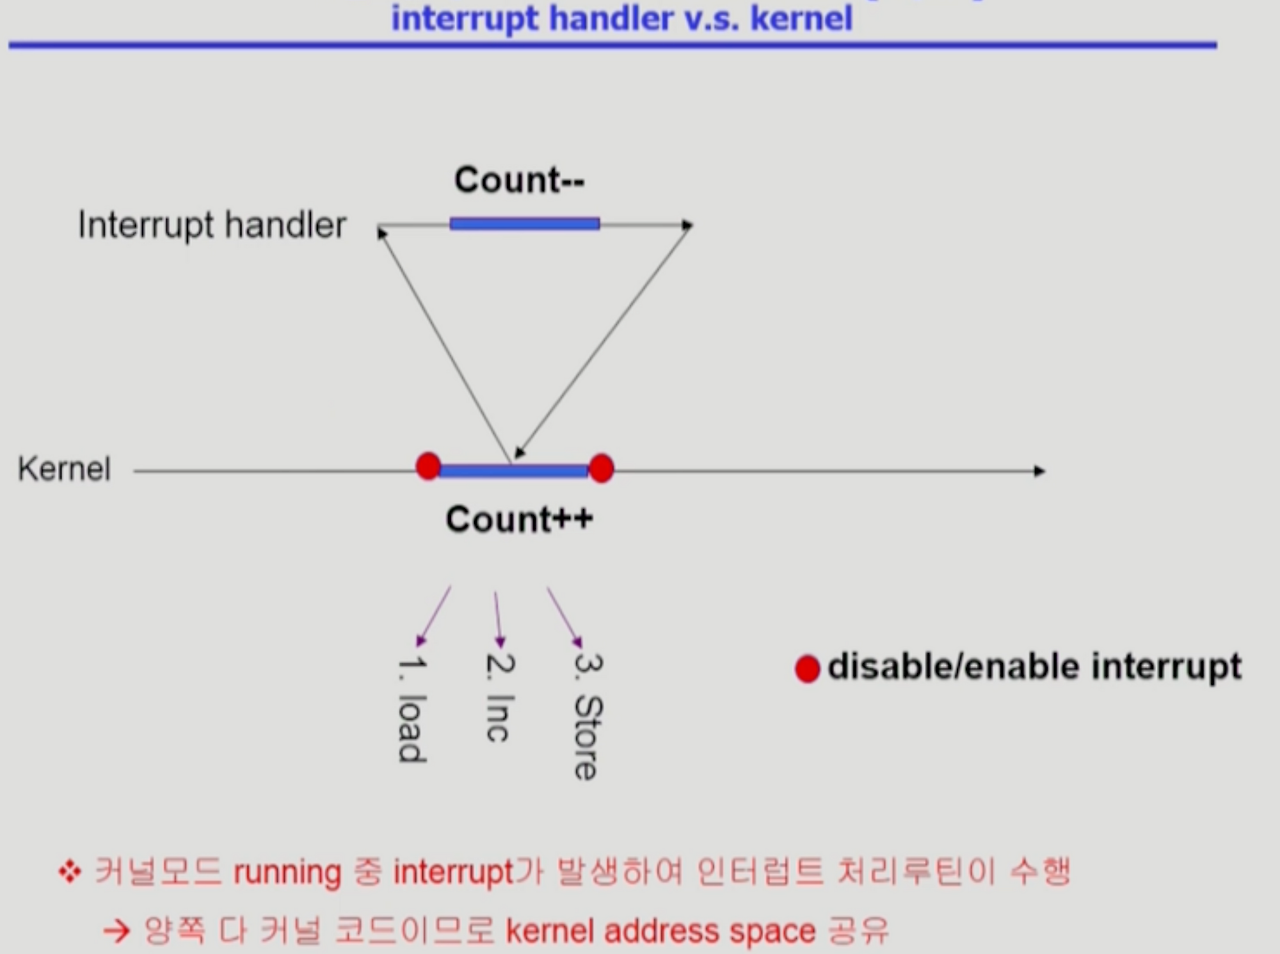 interrupt handler v.s. kernel
Count--
Interrupt handler
Kernel
Count++
1. load
2. Inc
3. Store
disable/enable interrupt
❖ 커널모드 running 중 interrupt가 발생하여 인터럽트 처리루틴이 수행
→ 양쪽 다 커널 코드이므로 kernel address space 공유